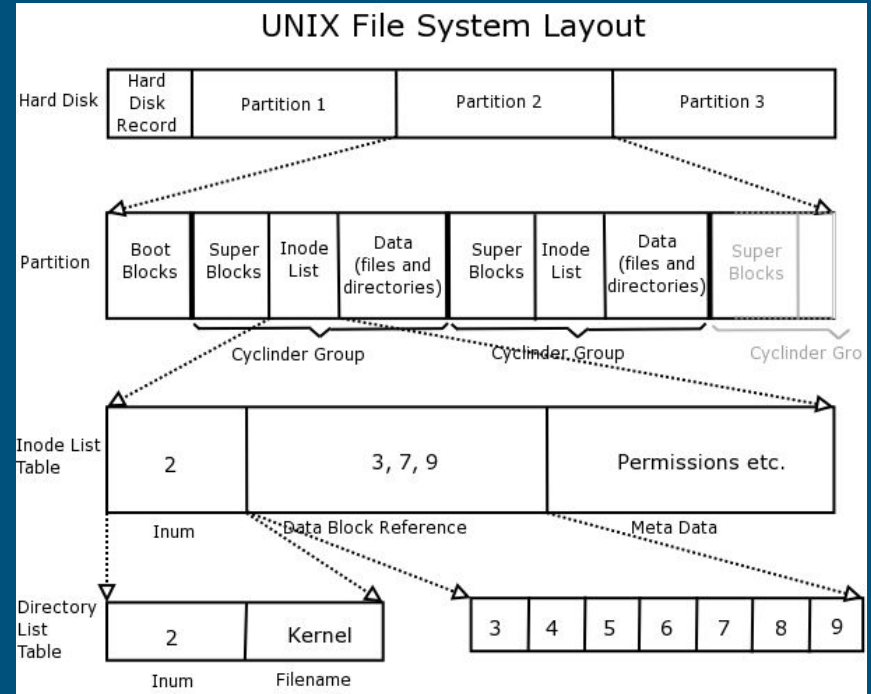 UNIX File System Layout
Hard Disk
Hard
Disk
Record
Partition 1
Partition 2
Partition 3
Partition
Boot
Blocks
Super
Blocks
Inode
List
Data
(files and
directories)
Super
Blocks
Inode
List
Data
(files and
directories)
Super
Blocks
Cyclinder Group
Cyclinder Group
Cyclinder Gro
Inode List
Table
2
3, 7, 9
Permissions etc.
Inum
Data Block Reference
Meta Data
Directory
List
Table
2
Kernel
3
4
5
6
7
8
9
Inum
Filename